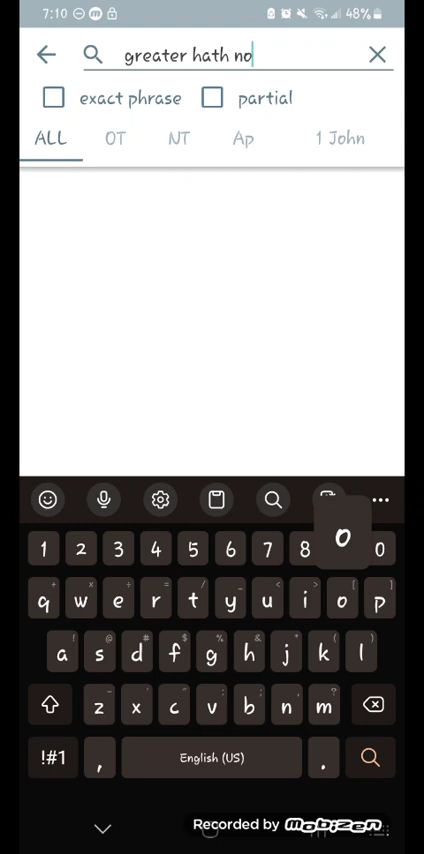 7:10 48%
greater hath no
exact phrase partial
ALL OT NT Ap 1 John
1 2 3 4 5 6 7 8 0
o
+ × ÷ = / _ < > [ ]
q w e r t y u i o p
! @ # $ % ^ & * ( )
a s d f g h j k l
- ' " : ; , ?
z x c v b n m
!#1 , English (US) .
Recorded by mobizen